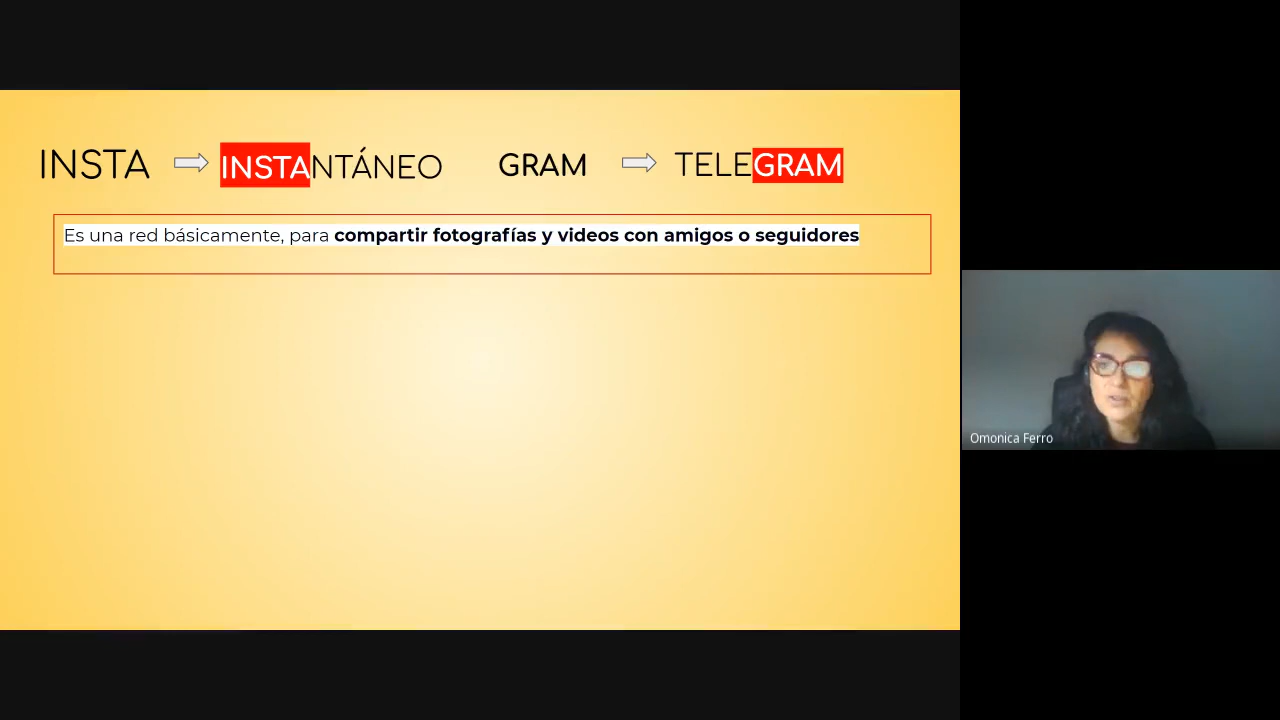 INSTA INSTANTÁNEO GRAM TELEGRAM
Es una red básicamente, para compartir fotografías y videos con amigos o seguidores
Omonica Ferro